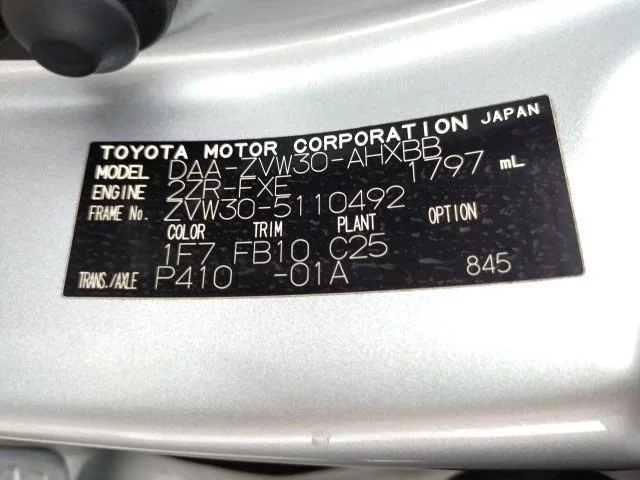 TOYOTA MOTOR CORPORATION JAPAN
MODEL DAA-ZVW30-AHXBB
ENGINE 2ZR-FXE 1797 mL
FRAME No. ZVW30-5110492
COLOR TRIM PLANT OPTION
1F7 FB10 C25
TRANS./AXLE P410 -01A 845